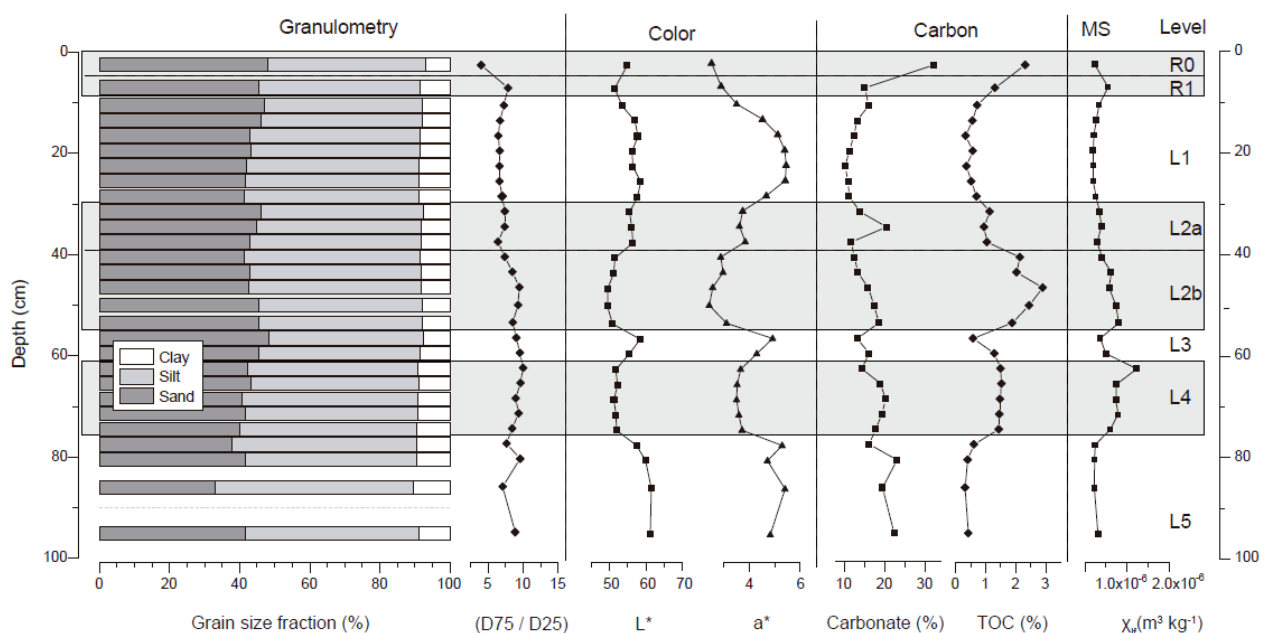 Granulometry Color Carbon MS Level
0 0
R0
R1
20 L1 20
L2a
40 40
L2b
L3
60 60
L4
80 80
L5
100 100
Depth (cm)
Clay
Silt
Sand
0 20 40 60 80 100 5 10 15 50 60 70 6 10 20 30 0 1 2 3 1.0x10-6 2.0x10-6
Grain size fraction (%) (D75 / D25) L* a* Carbonate (%) TOC (%) χlf(m³ kg-1)